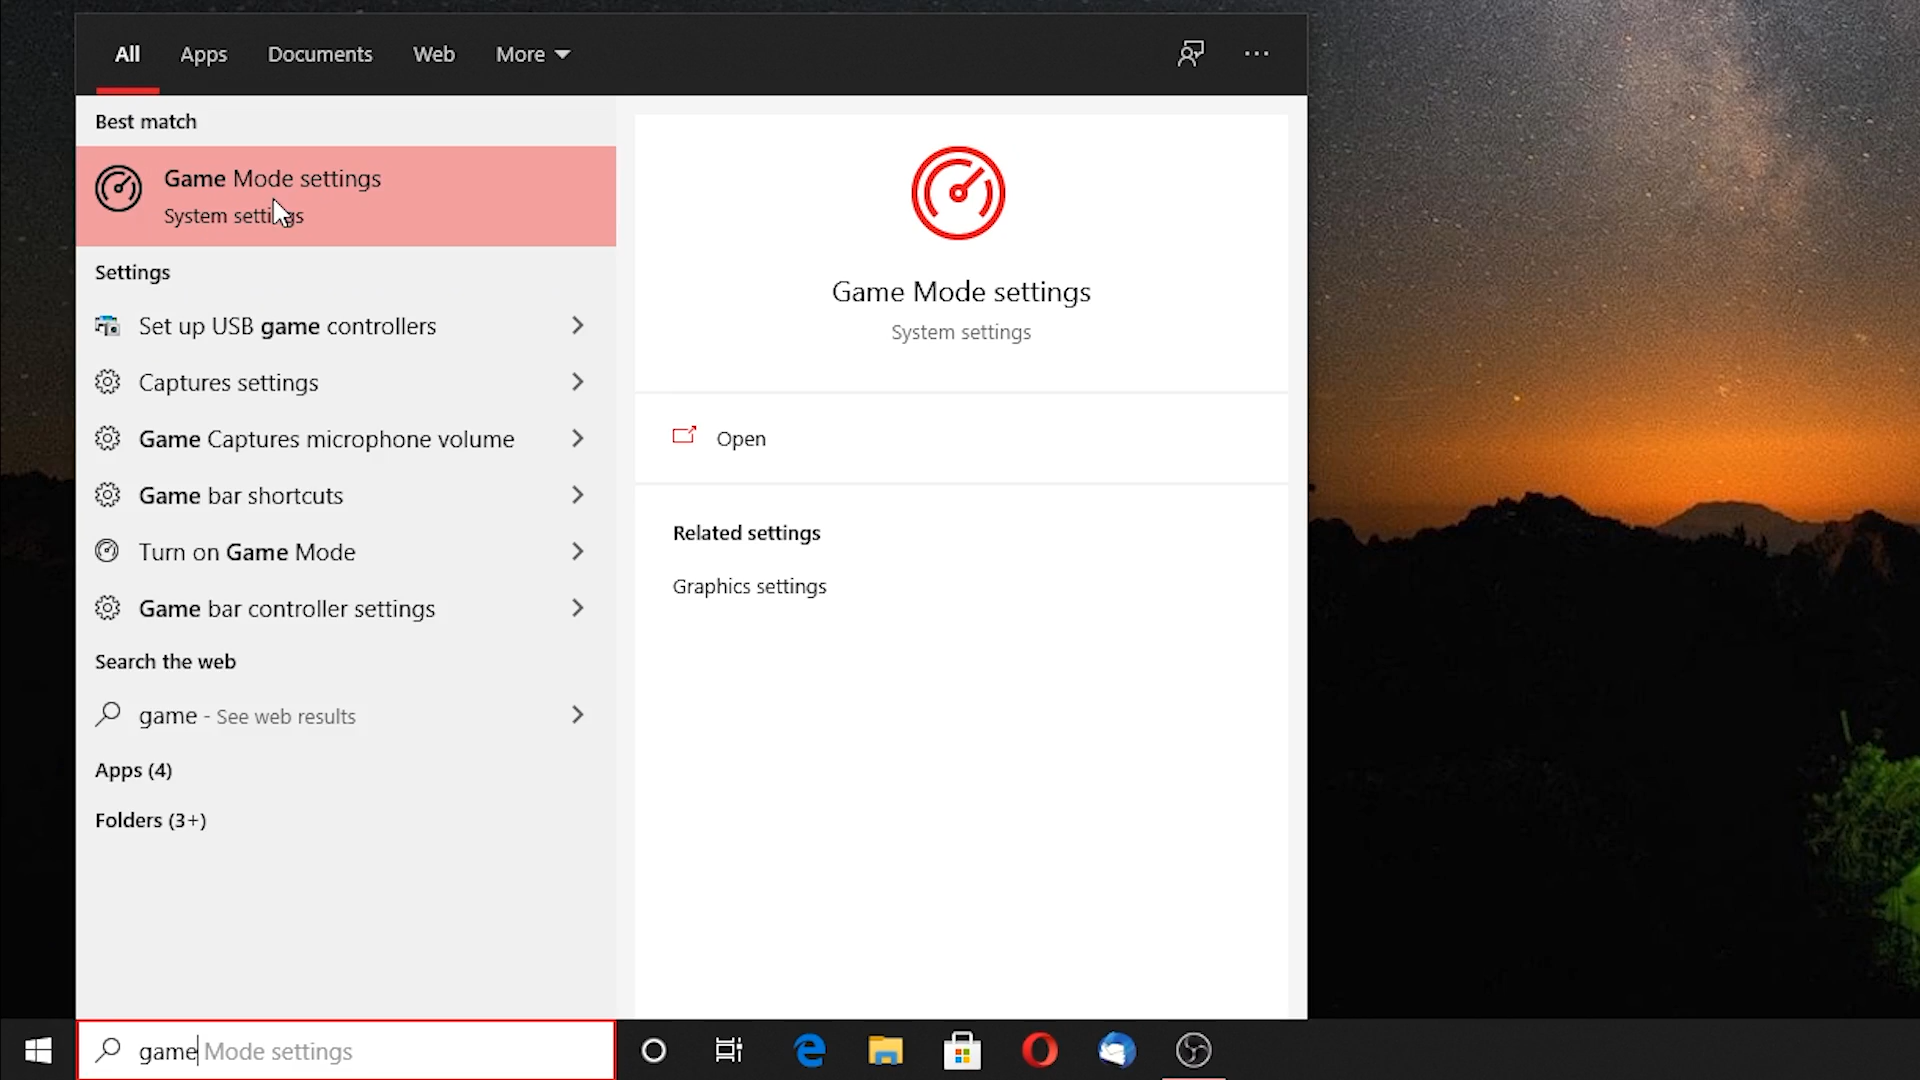 All Apps Documents Web More
Best match
Game Mode settings
System settings
Settings
Set up USB game controllers
Captures settings
Game Captures microphone volume
Game bar shortcuts
Turn on Game Mode
Game bar controller settings
Search the web
game - See web results
Apps (4)
Folders (3+)
Game Mode settings
System settings
Open
Related settings
Graphics settings
game Mode settings